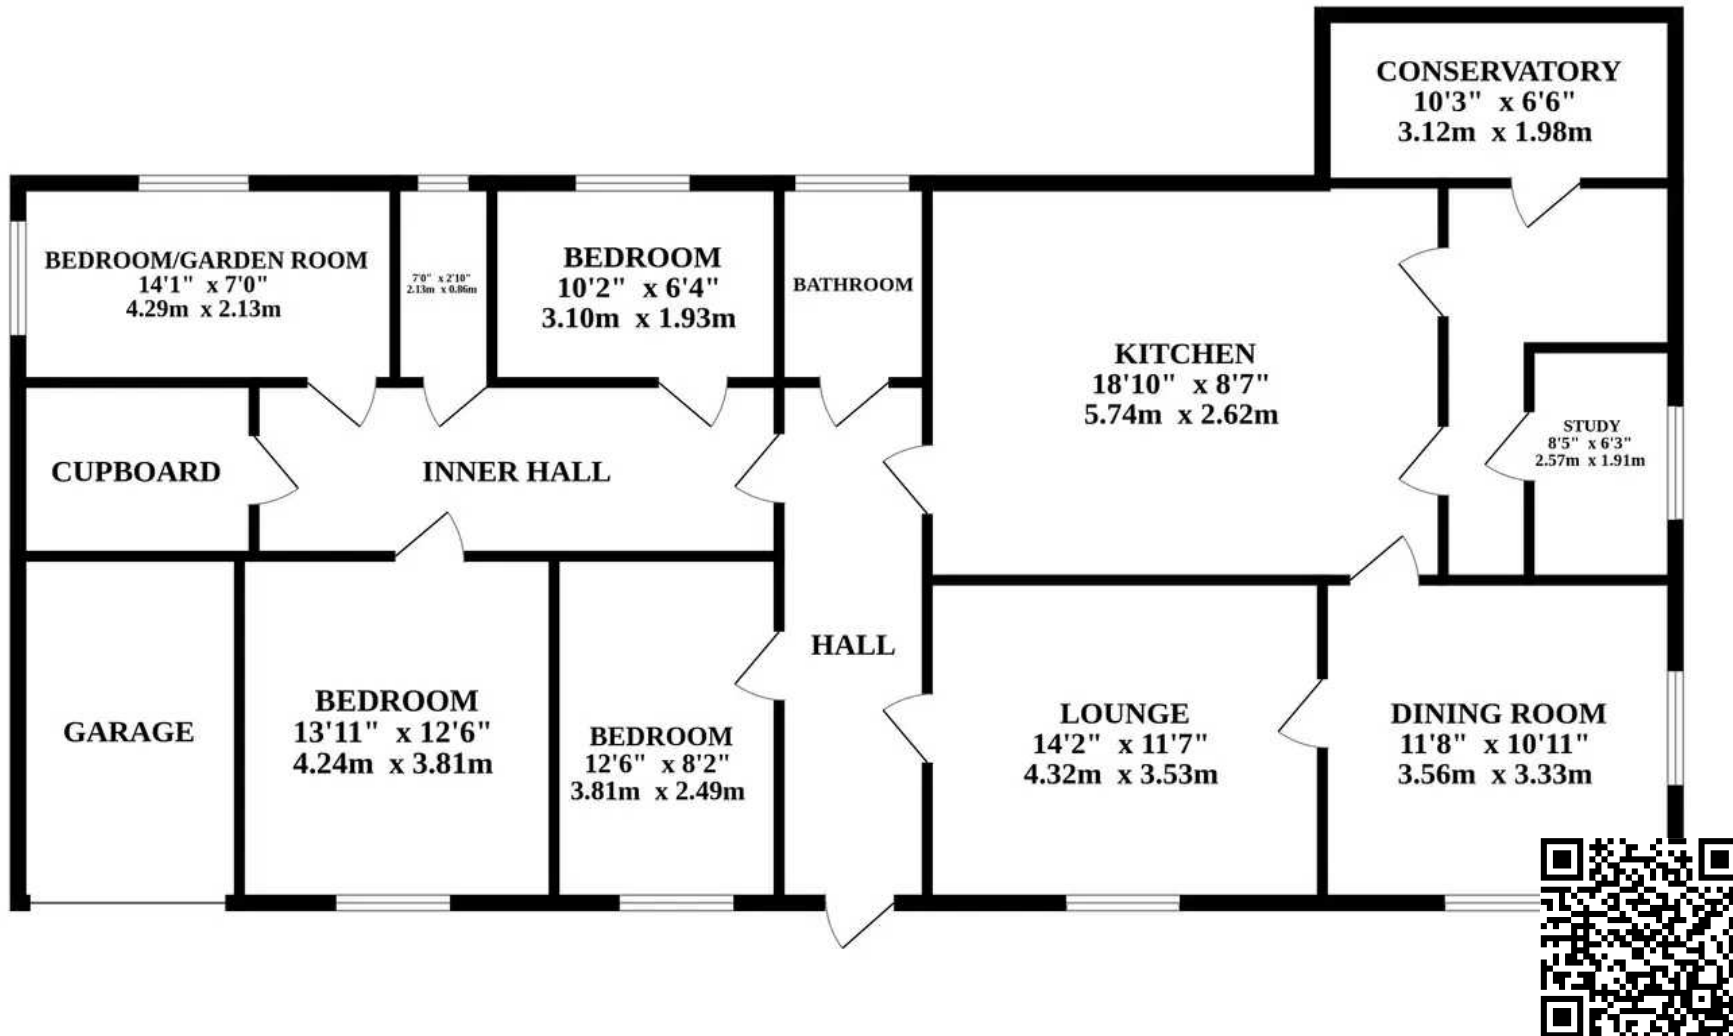 CONSERVATORY
10'3" x 6'6"
3.12m x 1.98m
BEDROOM/GARDEN ROOM
14'1" x 7'0"
4.29m x 2.13m
7'0" x 2'10"
2.13m x 0.86m
BEDROOM
10'2" x 6'4"
3.10m x 1.93m
BATHROOM
KITCHEN
18'10" x 8'7"
5.74m x 2.62m
STUDY
8'5" x 6'3"
2.57m x 1.91m
CUPBOARD
INNER HALL
GARAGE
BEDROOM
13'11" x 12'6"
4.24m x 3.81m
BEDROOM
12'6" x 8'2"
3.81m x 2.49m
HALL
LOUNGE
14'2" x 11'7"
4.32m x 3.53m
DINING ROOM
11'8" x 10'11"
3.56m x 3.33m